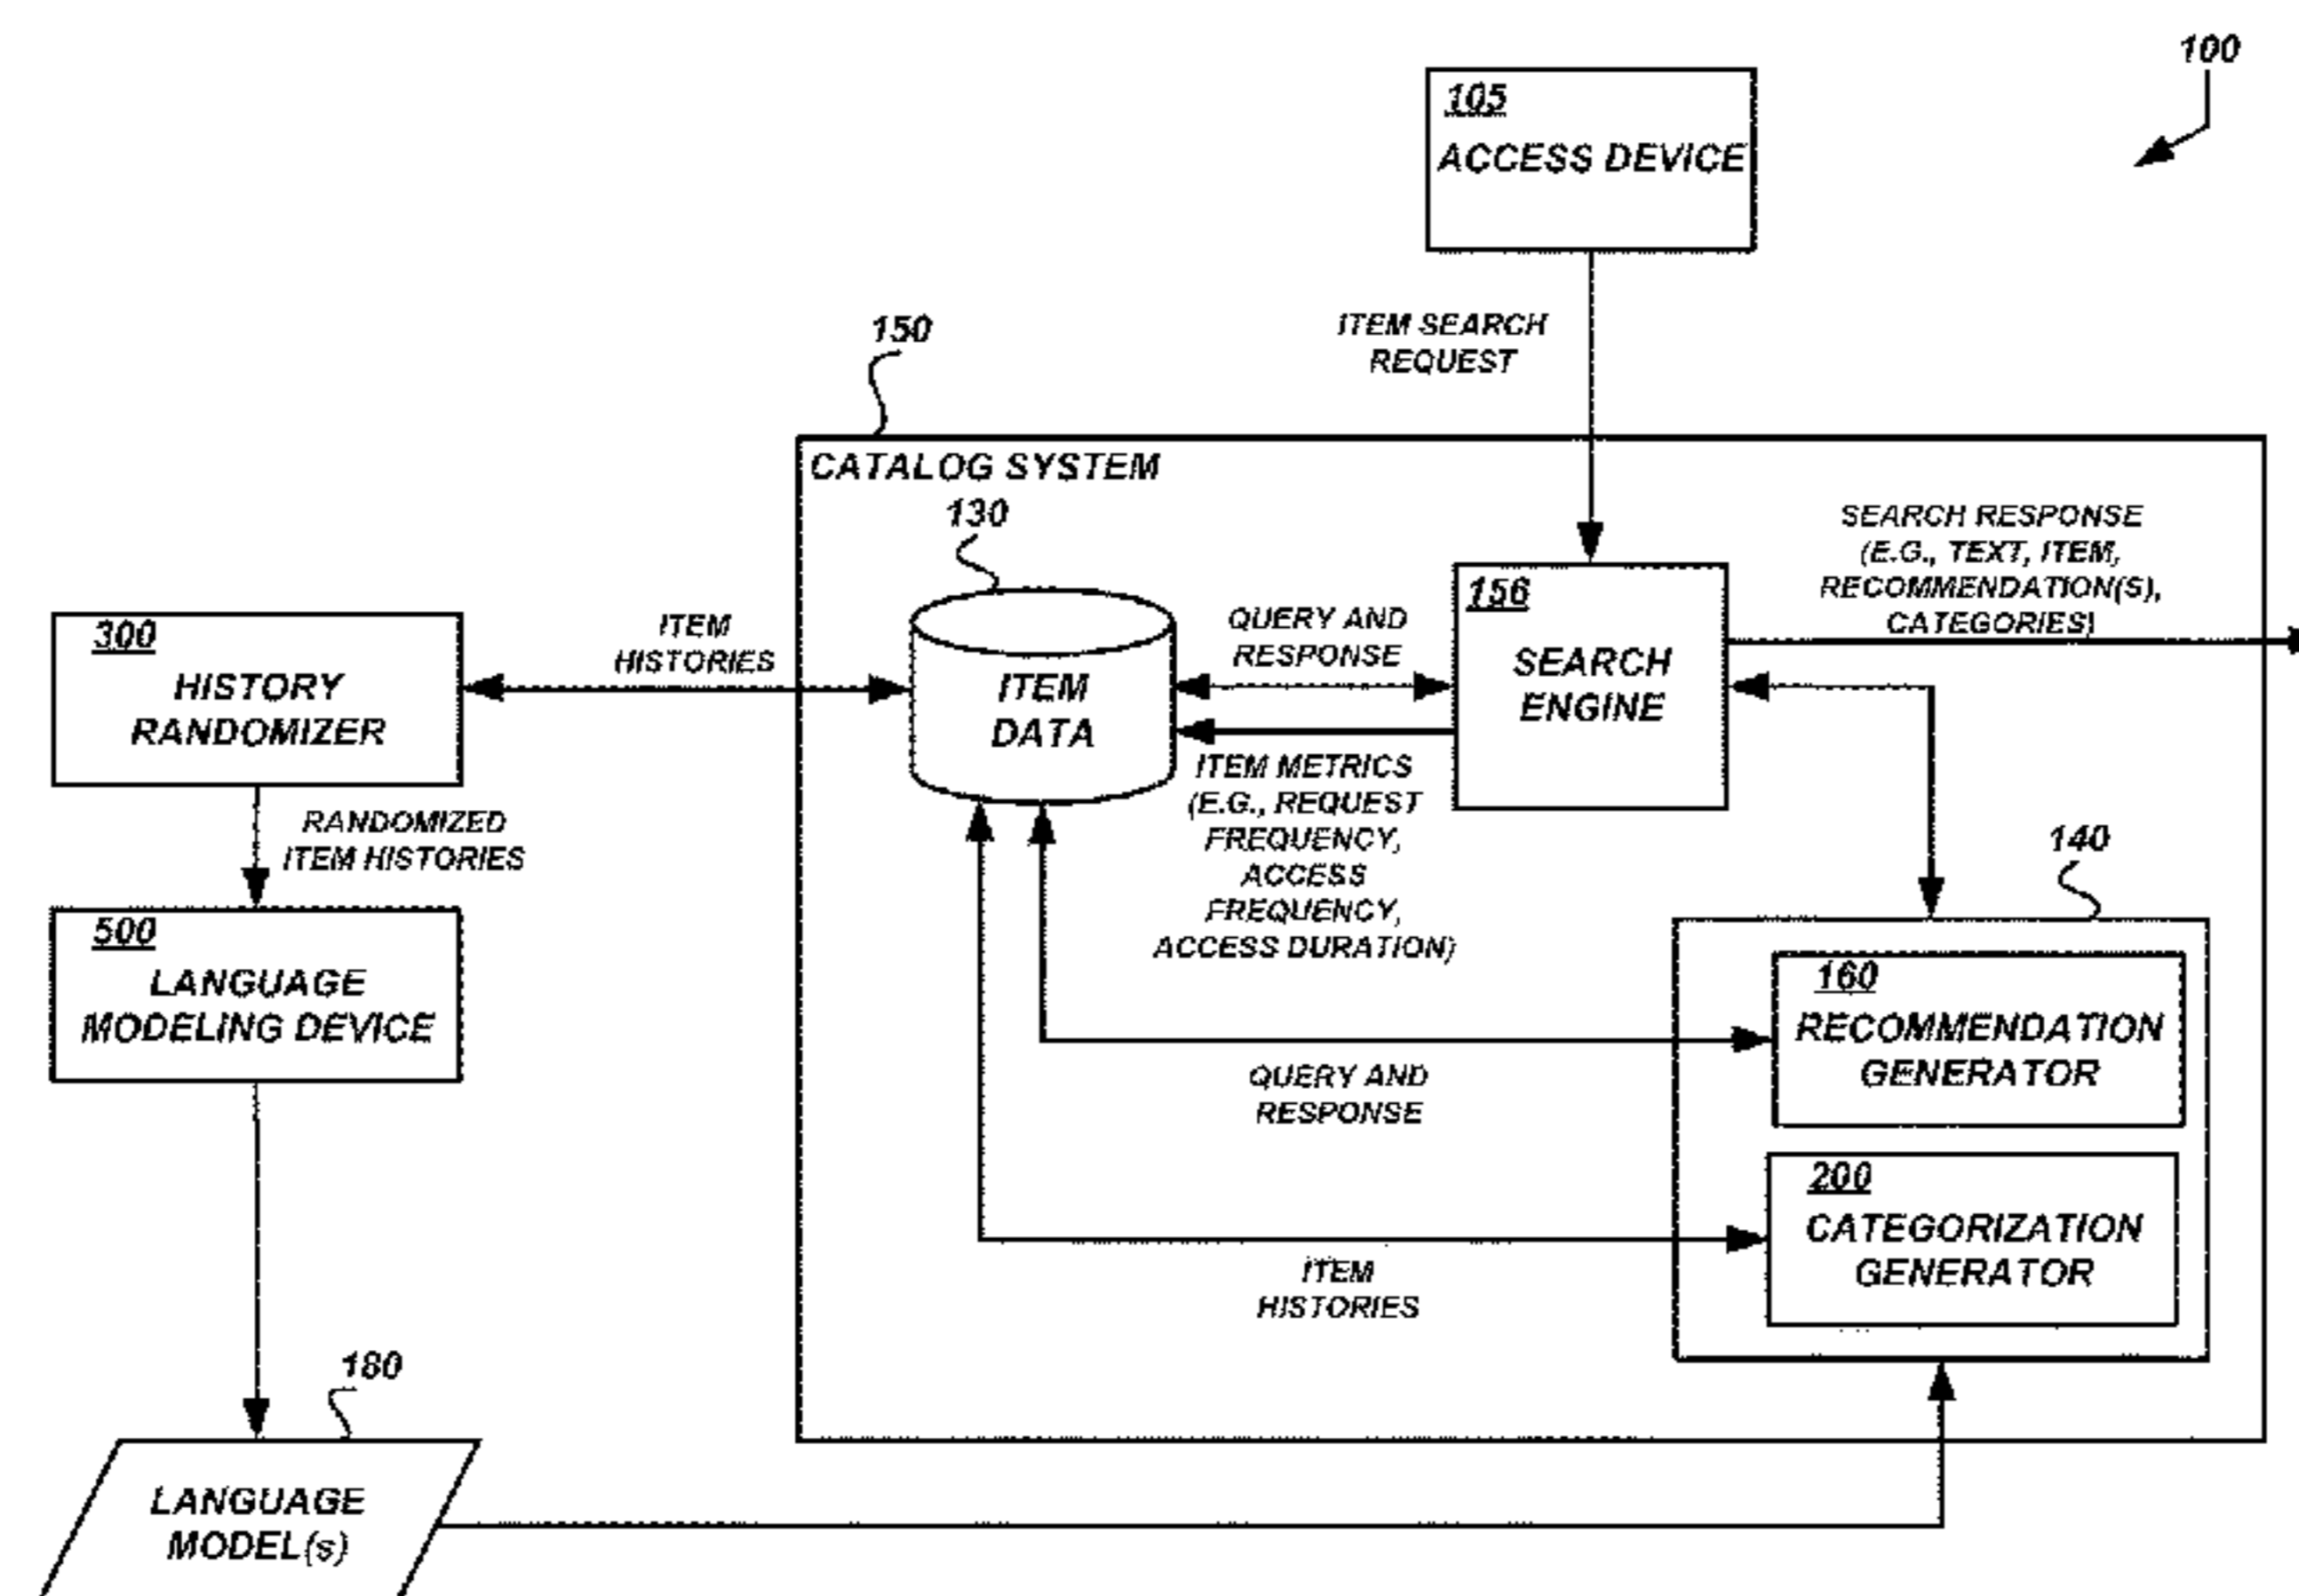 100
105
ACCESS DEVICE
ITEM SEARCH
REQUEST
150
CATALOG SYSTEM
130
ITEM
DATA
QUERY AND
RESPONSE
156
SEARCH
ENGINE
SEARCH RESPONSE
(E.G., TEXT, ITEM,
RECOMMENDATION(S),
CATEGORIES)
300
HISTORY
RANDOMIZER
ITEM
HISTORIES
ITEM METRICS
(E.G., REQUEST
FREQUENCY,
ACCESS
FREQUENCY,
ACCESS DURATION)
RANDOMIZED
ITEM HISTORIES
500
LANGUAGE
MODELING DEVICE
140
160
RECOMMENDATION
GENERATOR
QUERY AND
RESPONSE
200
CATEGORIZATION
GENERATOR
ITEM
HISTORIES
180
LANGUAGE
MODEL(s)